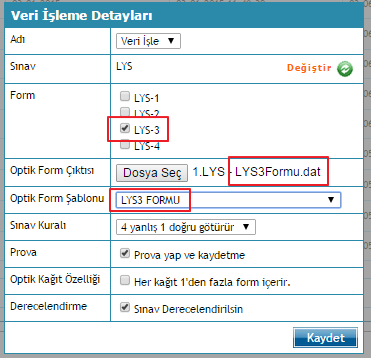 Veri İşleme Detayları
Adı
Veri İşle
Sınav
LYS
Değiştir
Form
LYS-1
LYS-2
LYS-3
LYS-4
Optik Form Çıktısı
Dosya Seç 1.LYS - LYS3Formu.dat
Optik Form Şablonu
LYS3 FORMU
Sınav Kuralı
4 yanlış 1 doğru götürür
Prova
Prova yap ve kaydetme
Optik Kağıt Özelliği
Her kağıt 1'den fazla form içerir.
Derecelendirme
Sınav Derecelendirilsin
Kaydet